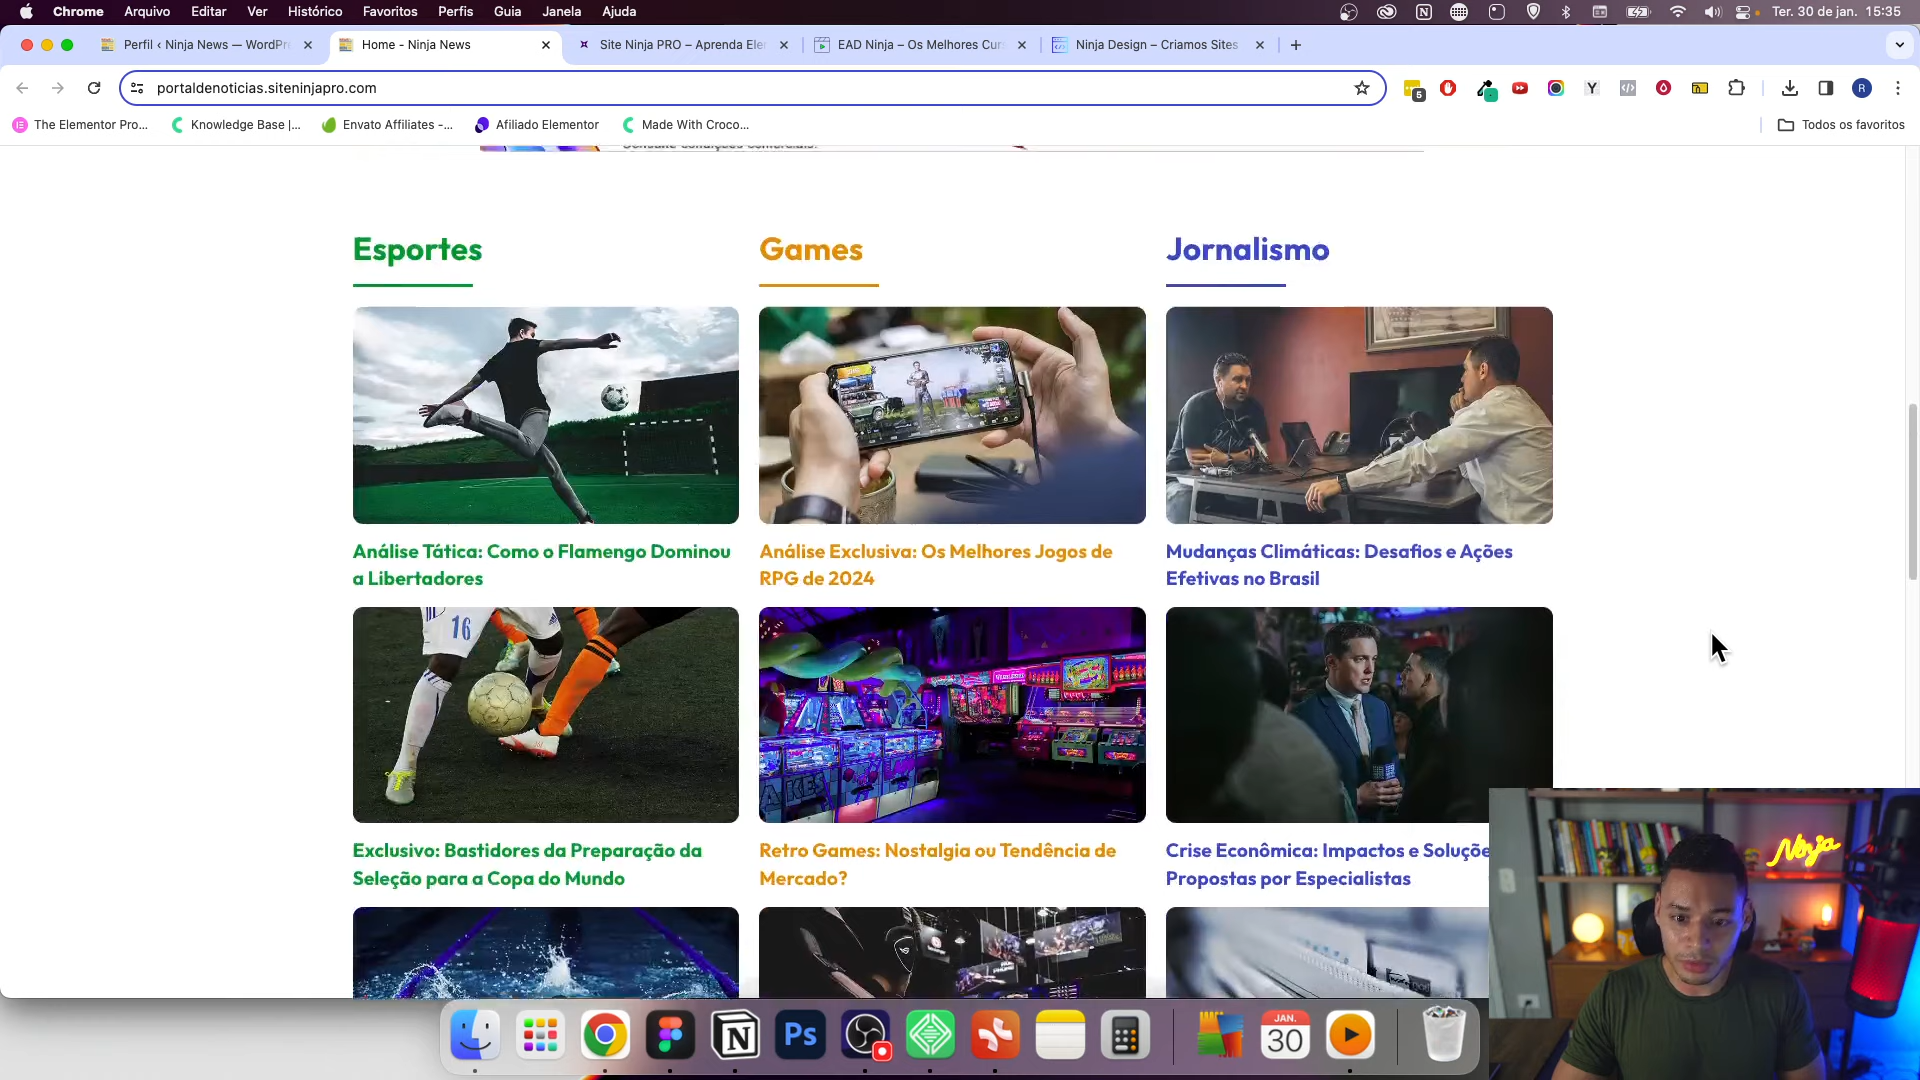 Chrome Arquivo Editar Ver Histórico Favoritos Perfis Guia Janela Ajuda Ter. 30 de jan. 15:35
Perfil ‹ Ninja News — WordPr
Home - Ninja News
Site Ninja PRO – Aprenda Ele
EAD Ninja – Os Melhores Cur
Ninja Design – Criamos Sites
portaldenoticias.siteninjapro.com
5
Y
R
The Elementor Pro...
Knowledge Base |...
Envato Affiliates -...
Afiliado Elementor
Made With Croco...
Todos os favoritos
Esportes
Games
Jornalismo
Análise Tática: Como o Flamengo Dominou
a Libertadores
Análise Exclusiva: Os Melhores Jogos de
RPG de 2024
Mudanças Climáticas: Desafios e Ações
Efetivas no Brasil
16
Exclusivo: Bastidores da Preparação da
Seleção para a Copa do Mundo
Retro Games: Nostalgia ou Tendência de
Mercado?
Crise Econômica: Impactos e Soluçõe
Propostas por Especialistas
Ninja
Ps
JAN.
30